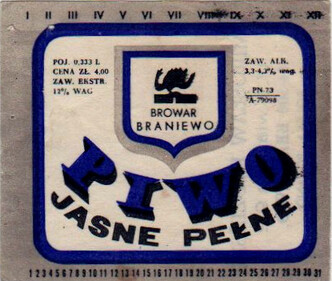 I II III IV V VI VII VIII IX X XI XII
POJ. 0,333 L
CENA ZŁ. 4,00
ZAW. EKSTR.
12% WAG
ZAW. ALK.
3,3-4,2% wag.
PN-73
A-79098
BROWAR
BRANIEWO
PIWO
JASNE PEŁNE
1 2 3 4 5 6 7 8 9 10 11 12 13 14 15 16 17 18 19 20 21 22 23 24 25 26 27 28 29 30 31